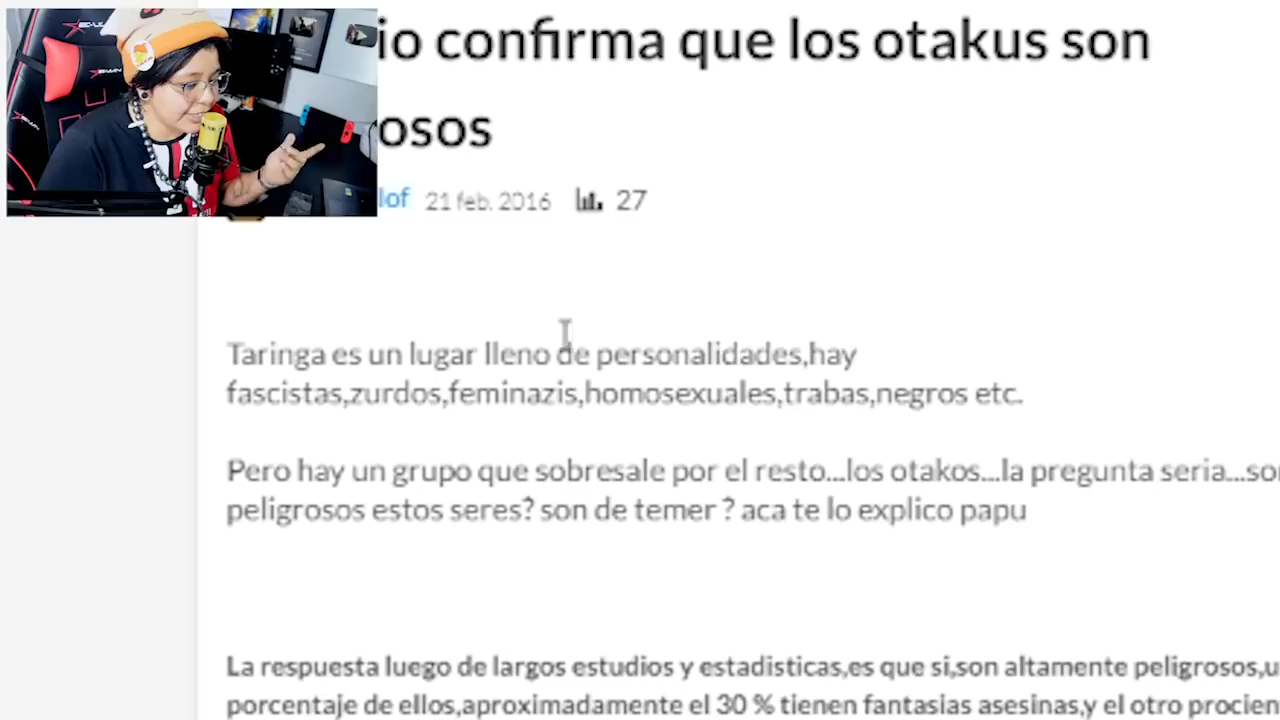 io confirma que los otakus son
osos
lof 21 feb. 2016 27
Taringa es un lugar lleno de personalidades,hay
fascistas,zurdos,feminazis,homosexuales,trabas,negros etc.
Pero hay un grupo que sobresale por el resto...los otakos...la pregunta seria...son
peligrosos estos seres? son de temer ? aca te lo explico papu
La respuesta luego de largos estudios y estadisticas,es que si,son altamente peligrosos,u
porcentaje de ellos,aproximadamente el 30 % tienen fantasias asesinas,y el otro procien